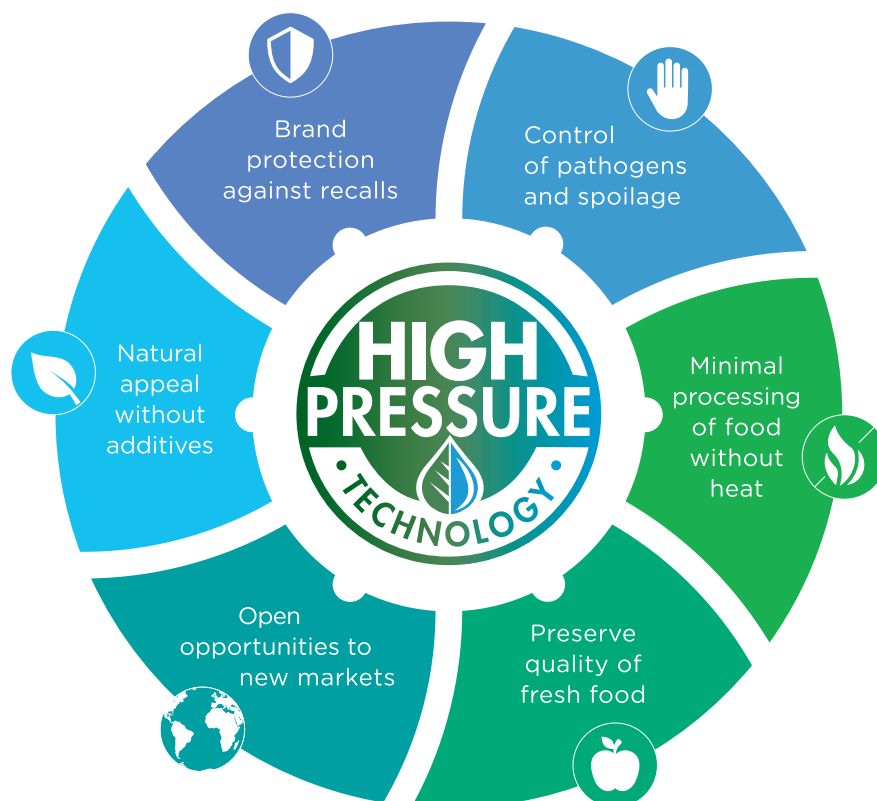 Brand
protection
against recalls
Control
of pathogens
and spoilage
Natural
appeal
without
additives
HIGH
PRESSURE
• TECHNOLOGY •
Minimal
processing
of food
without
heat
Open
opportunities to
new markets
Preserve
quality of
fresh food